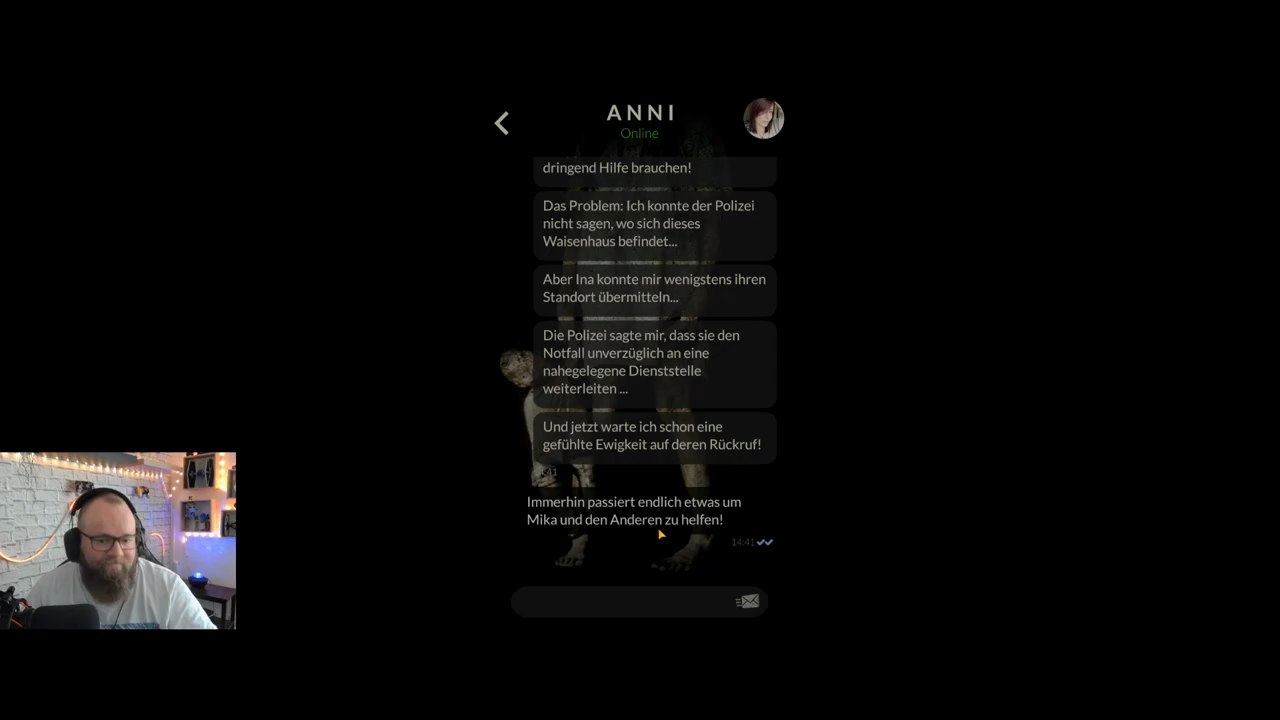 ANNI
Online
dringend Hilfe brauchen!
Das Problem: Ich konnte der Polizei
nicht sagen, wo sich dieses
Waisenhaus befindet...
Aber Ina konnte mir wenigstens ihren
Standort übermitteln...
Die Polizei sagte mir, dass sie den
Notfall unverzüglich an eine
nahegelegene Dienststelle
weiterleiten ...
Und jetzt warte ich schon eine
gefühlte Ewigkeit auf deren Rückruf!
Immerhin passiert endlich etwas um
Mika und den Anderen zu helfen!
14:41